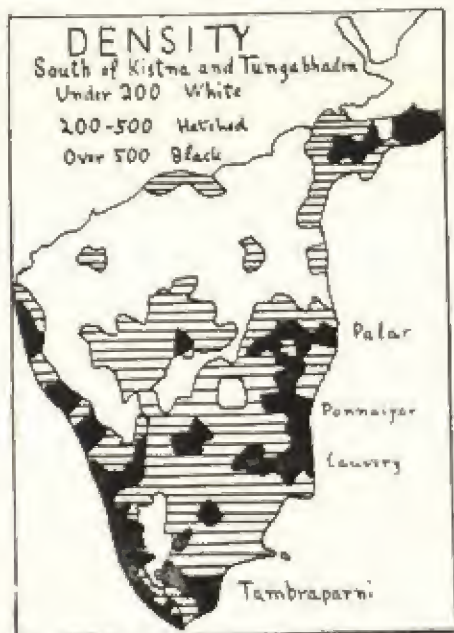 DENSITY
South of Kistna and Tungabhadra
Under 200 White
200-500 Hatched
Over 500 Black
Palar
Ponnaiyar
Cauvery
Tambraparni